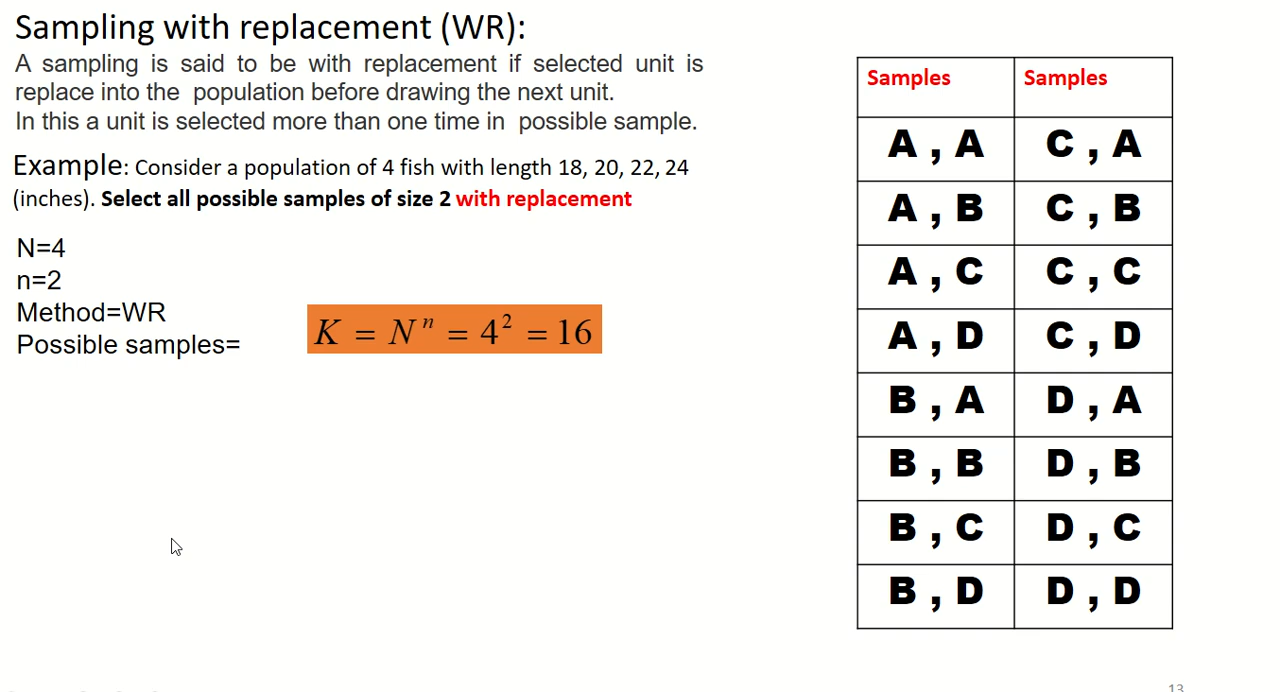 Sampling with replacement (WR):
A sampling is said to be with replacement if selected unit is
replace into the population before drawing the next unit.
In this a unit is selected more than one time in possible sample.
Example: Consider a population of 4 fish with length 18, 20, 22, 24
(inches). Select all possible samples of size 2 with replacement
N=4
n=2
Method=WR
Possible samples=
K = Nⁿ = 4² = 16
Samples Samples
A , A C , A
A , B C , B
A , C C , C
A , D C , D
B , A D , A
B , B D , B
B , C D , C
B , D D , D
13